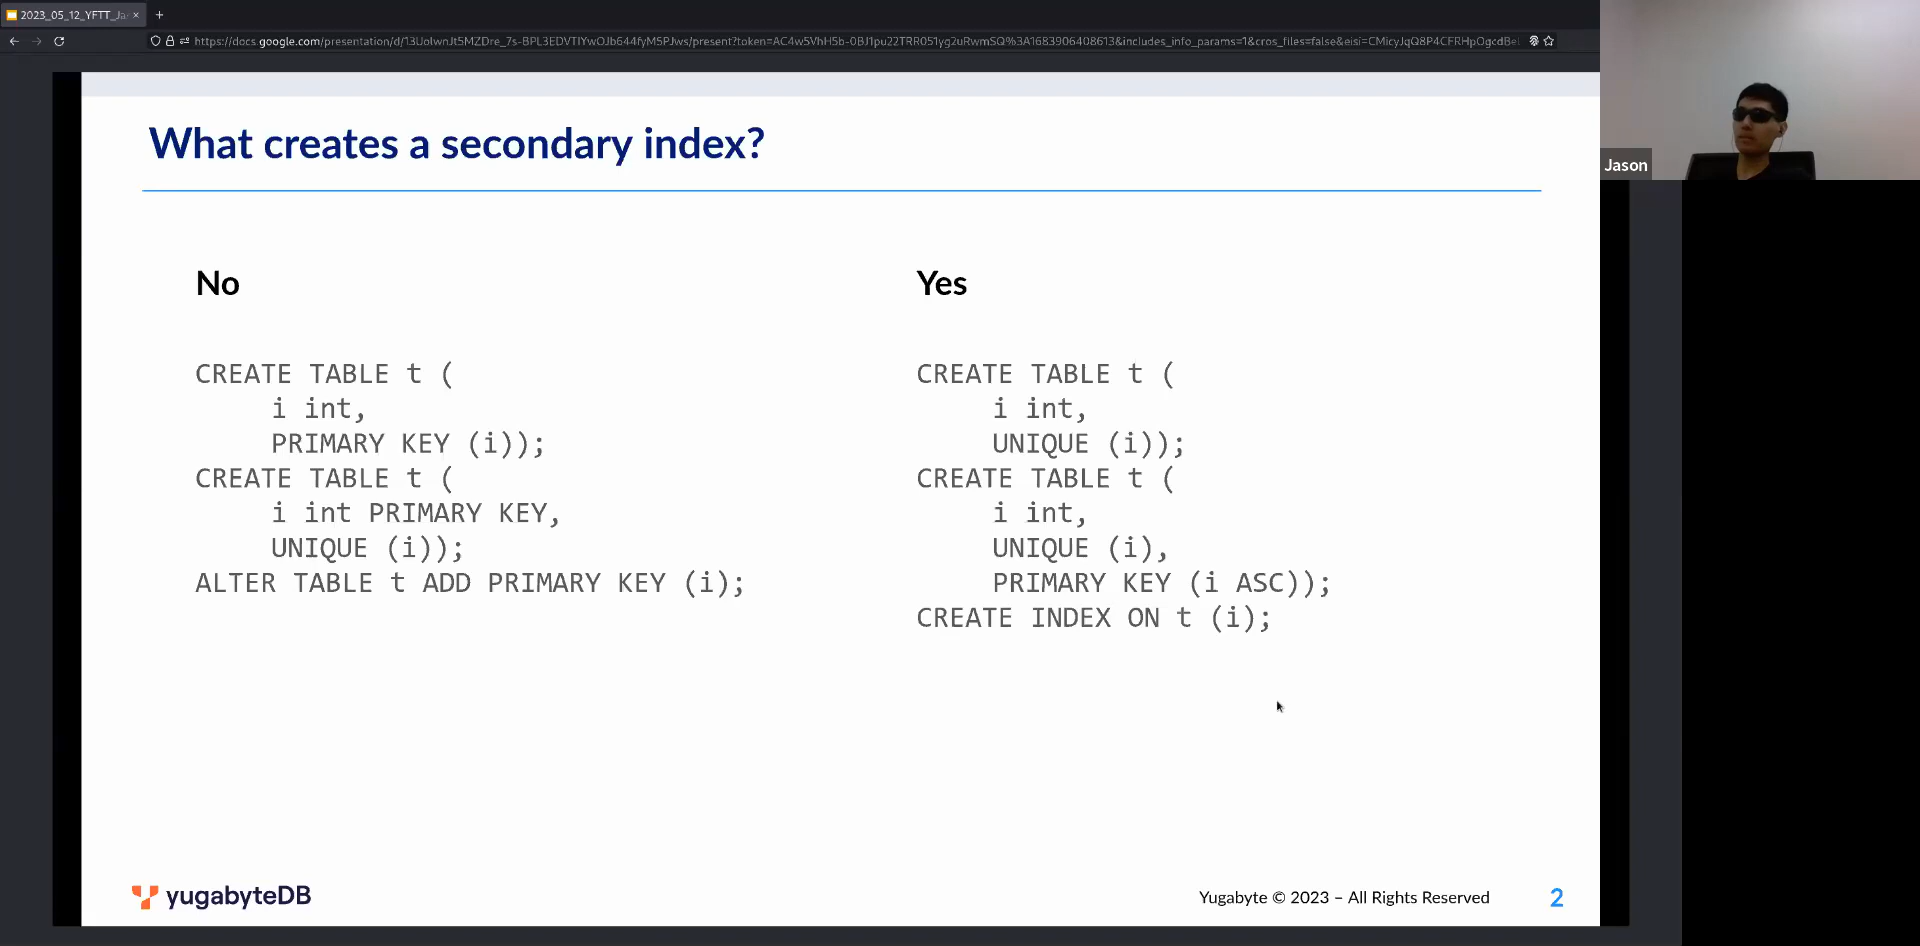 2023_05_12_YFTT_Ja
What creates a secondary index?
No
CREATE TABLE t (
i int,
PRIMARY KEY (i));
CREATE TABLE t (
i int PRIMARY KEY,
UNIQUE (i));
ALTER TABLE t ADD PRIMARY KEY (i);
Yes
CREATE TABLE t (
i int,
UNIQUE (i));
CREATE TABLE t (
i int,
UNIQUE (i),
PRIMARY KEY (i ASC));
CREATE INDEX ON t (i);
yugabyteDB
Yugabyte © 2023 – All Rights Reserved
2
Jason